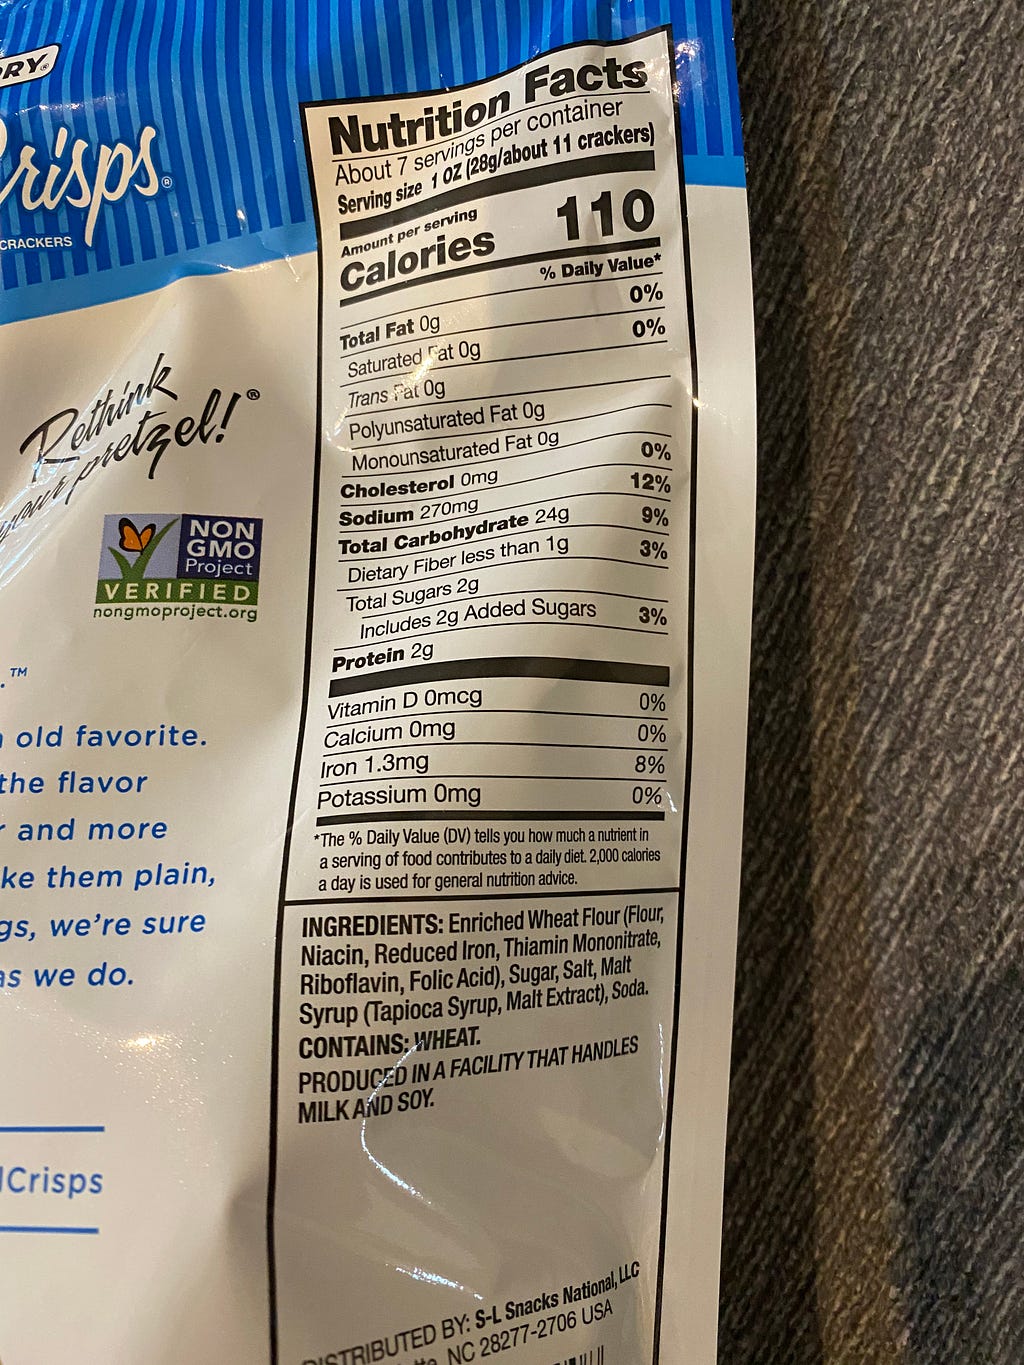 Crisps®
CRACKERS
Rethink
your pretzel!®
NON
GMO
Project
VERIFIED
nongmoproject.org
™
old favorite.
the flavor
and more
them plain,
we're sure
as we do.
Crisps
Nutrition Facts
About 7 servings per container
Serving size 1 OZ (28g/about 11 crackers)
Amount per serving
Calories 110
% Daily Value*
Total Fat 0g 0%
Saturated Fat 0g 0%
Trans Fat 0g
Polyunsaturated Fat 0g
Monounsaturated Fat 0g
Cholesterol 0mg 0%
Sodium 270mg 12%
Total Carbohydrate 24g 9%
Dietary Fiber less than 1g 3%
Total Sugars 2g
Includes 2g Added Sugars 3%
Protein 2g
Vitamin D 0mcg 0%
Calcium 0mg 0%
Iron 1.3mg 8%
Potassium 0mg 0%
*The % Daily Value (DV) tells you how much a nutrient in
a serving of food contributes to a daily diet. 2,000 calories
a day is used for general nutrition advice.
INGREDIENTS: Enriched Wheat Flour (Flour,
Niacin, Reduced Iron, Thiamin Mononitrate,
Riboflavin, Folic Acid), Sugar, Salt, Malt
Syrup (Tapioca Syrup, Malt Extract), Soda.
CONTAINS: WHEAT.
PRODUCED IN A FACILITY THAT HANDLES
MILK AND SOY.
DISTRIBUTED BY: S-L Snacks National, LLC
NC 28277-2706 USA